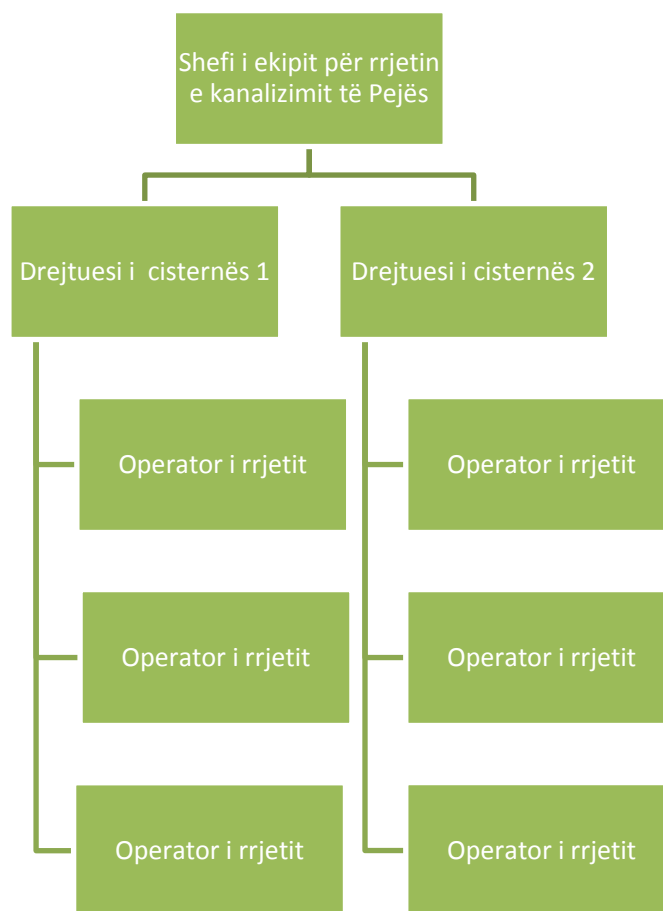 Shefi i ekipit për rrjetin
e kanalizimit të Pejës
Drejtuesi i cisternës 1
Drejtuesi i cisternës 2
Operator i rrjetit
Operator i rrjetit
Operator i rrjetit
Operator i rrjetit
Operator i rrjetit
Operator i rrjetit